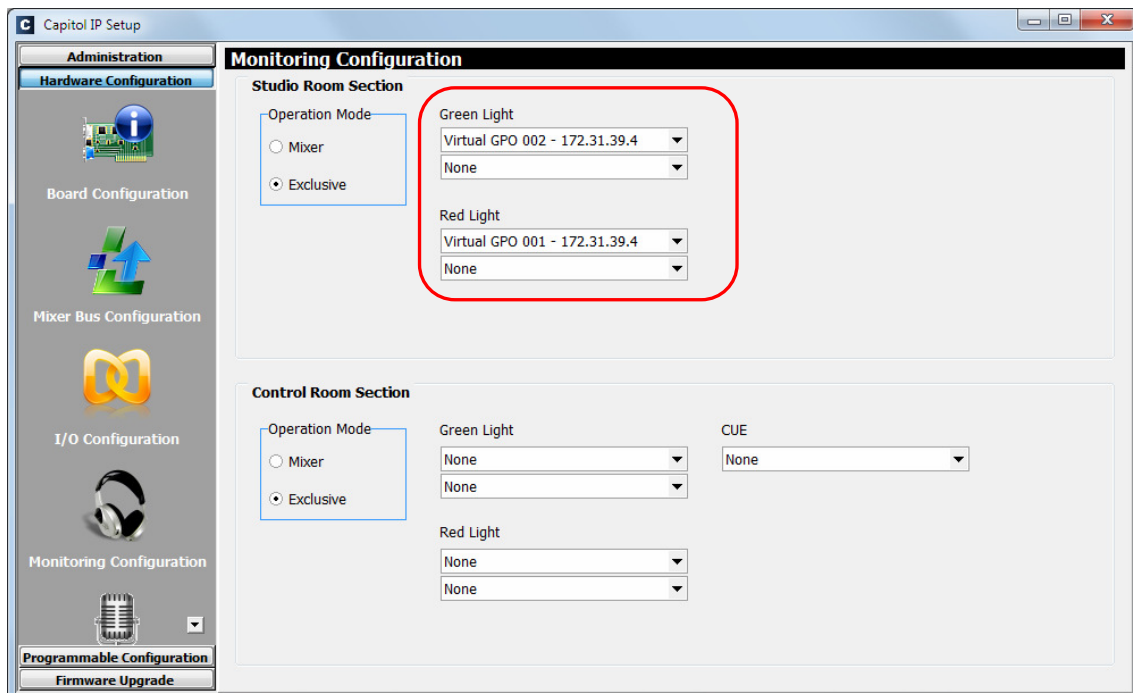 Capitol IP Setup
Administration
Hardware Configuration
Board Configuration
Mixer Bus Configuration
I/O Configuration
Monitoring Configuration
Programmable Configuration
Firmware Upgrade
Monitoring Configuration
Studio Room Section
Operation Mode
Mixer
Exclusive
Green Light
Virtual GPO 002 - 172.31.39.4
None
Red Light
Virtual GPO 001 - 172.31.39.4
None
Control Room Section
Operation Mode
Mixer
Exclusive
Green Light
None
None
Red Light
None
None
CUE
None